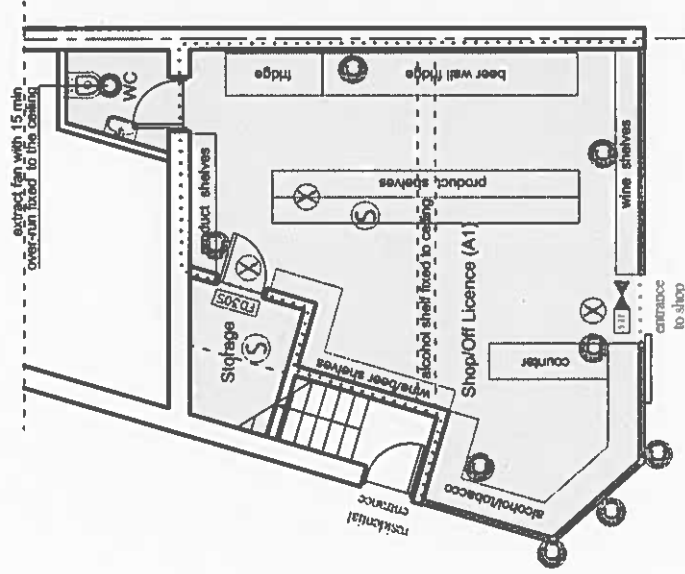 extract fan with 15 min
over-run fixed to the ceiling
WC
fridge
beer wall fridge
duct shelves
product shelves
X
S
wine shelves
X
FD30S
Storage
S
alcohol shelf fixed to ceiling
Shop/Off Licence (A1)
wine/beer shelves
X
entrance
to shop
counter
alcohol/tobacco
residential
entrance